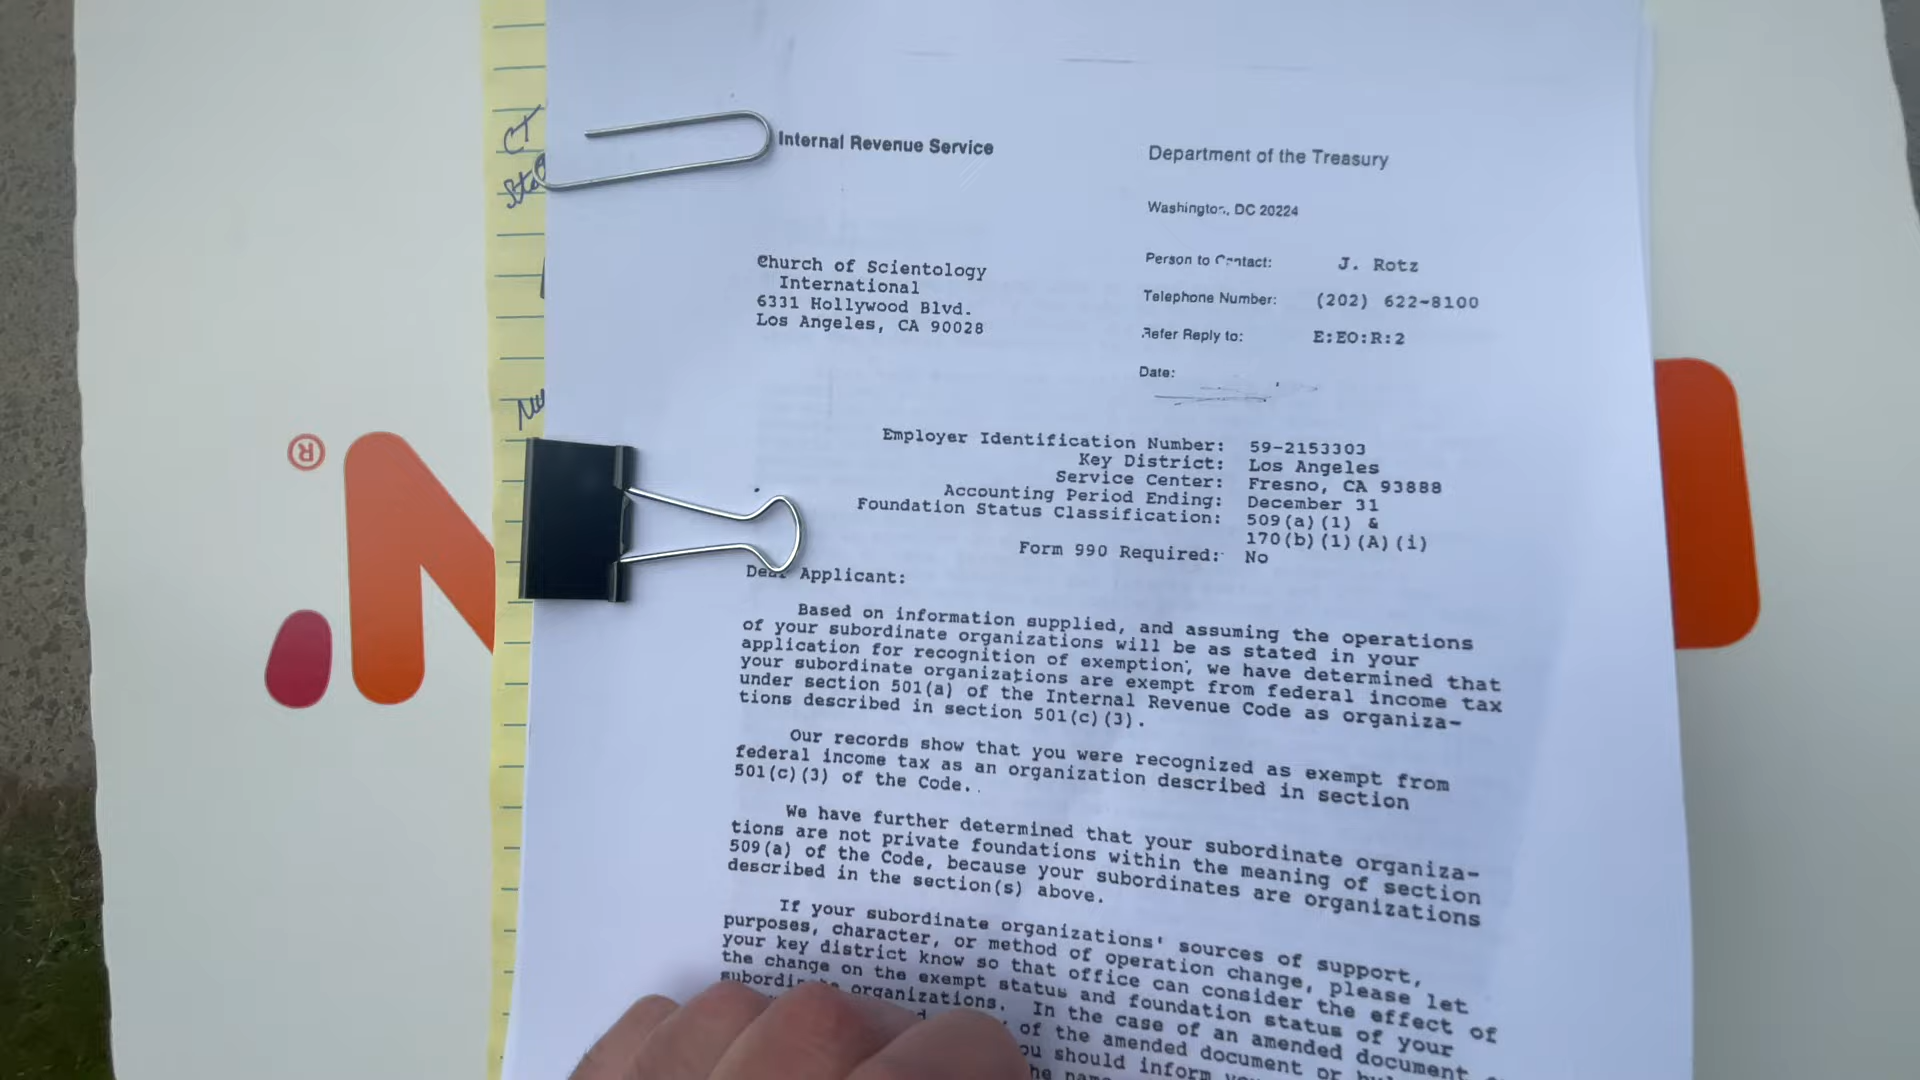 CT
Internal Revenue Service
Department of the Treasury
Washington, DC 20224
Church of Scientology
International
6331 Hollywood Blvd.
Los Angeles, CA 90028
Person to Contact: J. Rotz
Telephone Number: (202) 622-8100
Refer Reply to: E:EO:R:2
Date:
Employer Identification Number: 59-2153303
Key District: Los Angeles
Service Center: Fresno, CA 93888
Accounting Period Ending: December 31
Foundation Status Classification: 509(a)(1) &
170(b)(1)(A)(i)
Form 990 Required: No
Dear Applicant:
Based on information supplied, and assuming the operations
of your subordinate organizations will be as stated in your
application for recognition of exemption, we have determined that
your subordinate organizations are exempt from federal income tax
under section 501(a) of the Internal Revenue Code as organiza-
tions described in section 501(c)(3).
Our records show that you were recognized as exempt from
federal income tax as an organization described in section
501(c)(3) of the Code.
We have further determined that your subordinate organiza-
tions are not private foundations within the meaning of section
509(a) of the Code, because your subordinates are organizations
described in the section(s) above.
If your subordinate organizations' sources of support,
purposes, character, or method of operation change, please let
your key district know so that office can consider the effect of
the change on the exempt status and foundation status of your
subordinate organizations. In the case of an amended document
of the amended document or
should inform
N
®